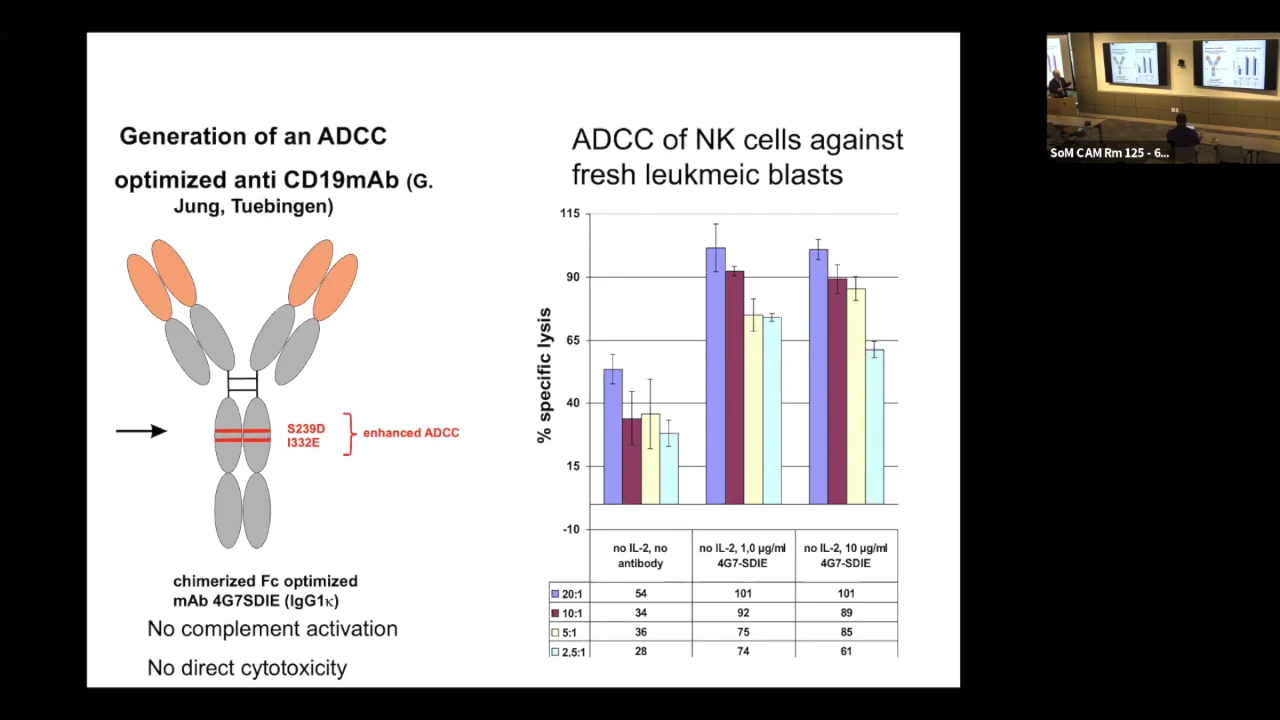 Generation of an ADCC
optimized anti CD19mAb (G.
Jung, Tuebingen)
S239D
I332E
enhanced ADCC
chimerized Fc optimized
mAb 4G7SDIE (IgG1κ)
No complement activation
No direct cytotoxicity
ADCC of NK cells against
fresh leukmeic blasts
% specific lysis
115
90
65
40
15
-10
no IL-2, no antibody
no IL-2, 1,0 µg/ml 4G7-SDIE
no IL-2, 10 µg/ml 4G7-SDIE
20:1 54 101 101
10:1 34 92 89
5:1 36 75 85
2,5:1 28 74 61
SoM CAM Rm 125 - 6...